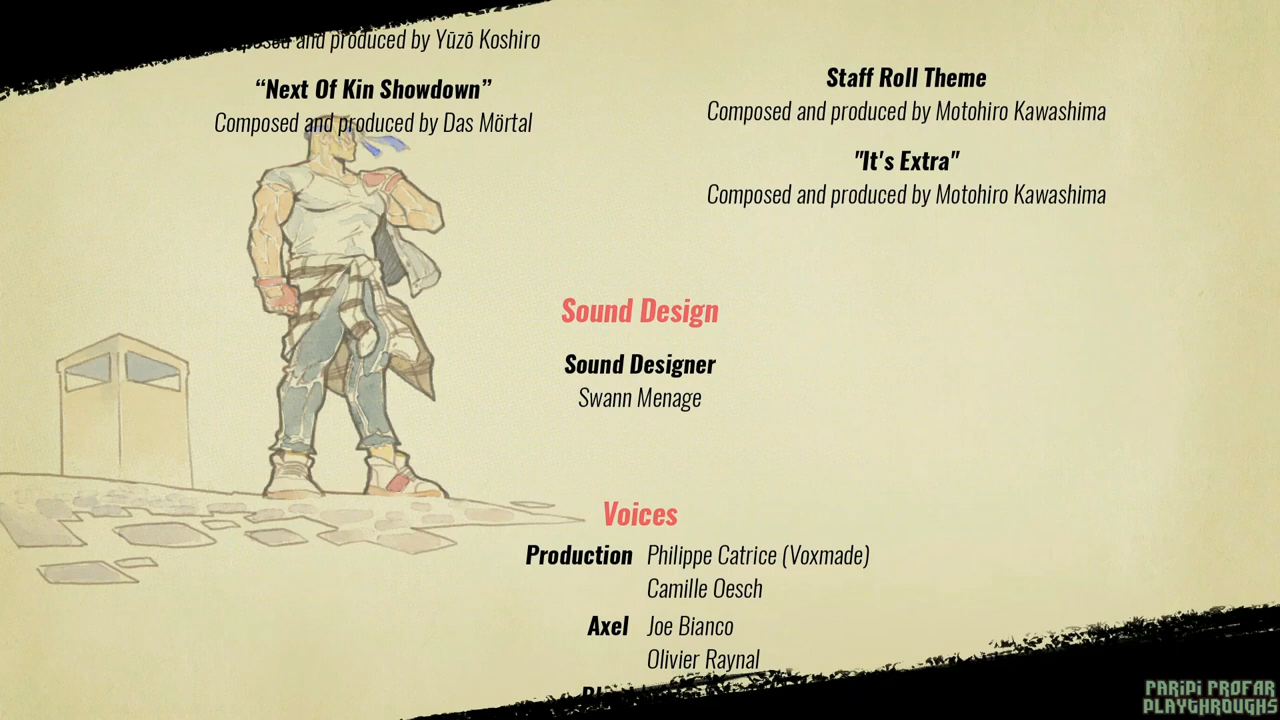 and produced by Yūzō Koshiro
“Next Of Kin Showdown”
Composed and produced by Das Mörtal
Staff Roll Theme
Composed and produced by Motohiro Kawashima
"It's Extra"
Composed and produced by Motohiro Kawashima
Sound Design
Sound Designer
Swann Menage
Voices
Production Philippe Catrice (Voxmade)
Camille Oesch
Axel Joe Bianco
Olivier Raynal
PARIPI PROFAR
PLAYTHROUGHS